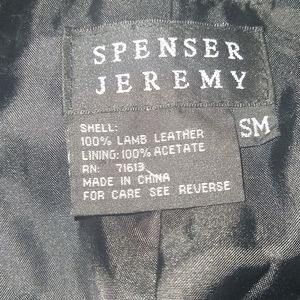 SPENSER
JEREMY
SM
SHELL:
100% LAMB LEATHER
LINING: 100% ACETATE
RN: 71613
MADE IN CHINA
FOR CARE SEE REVERSE